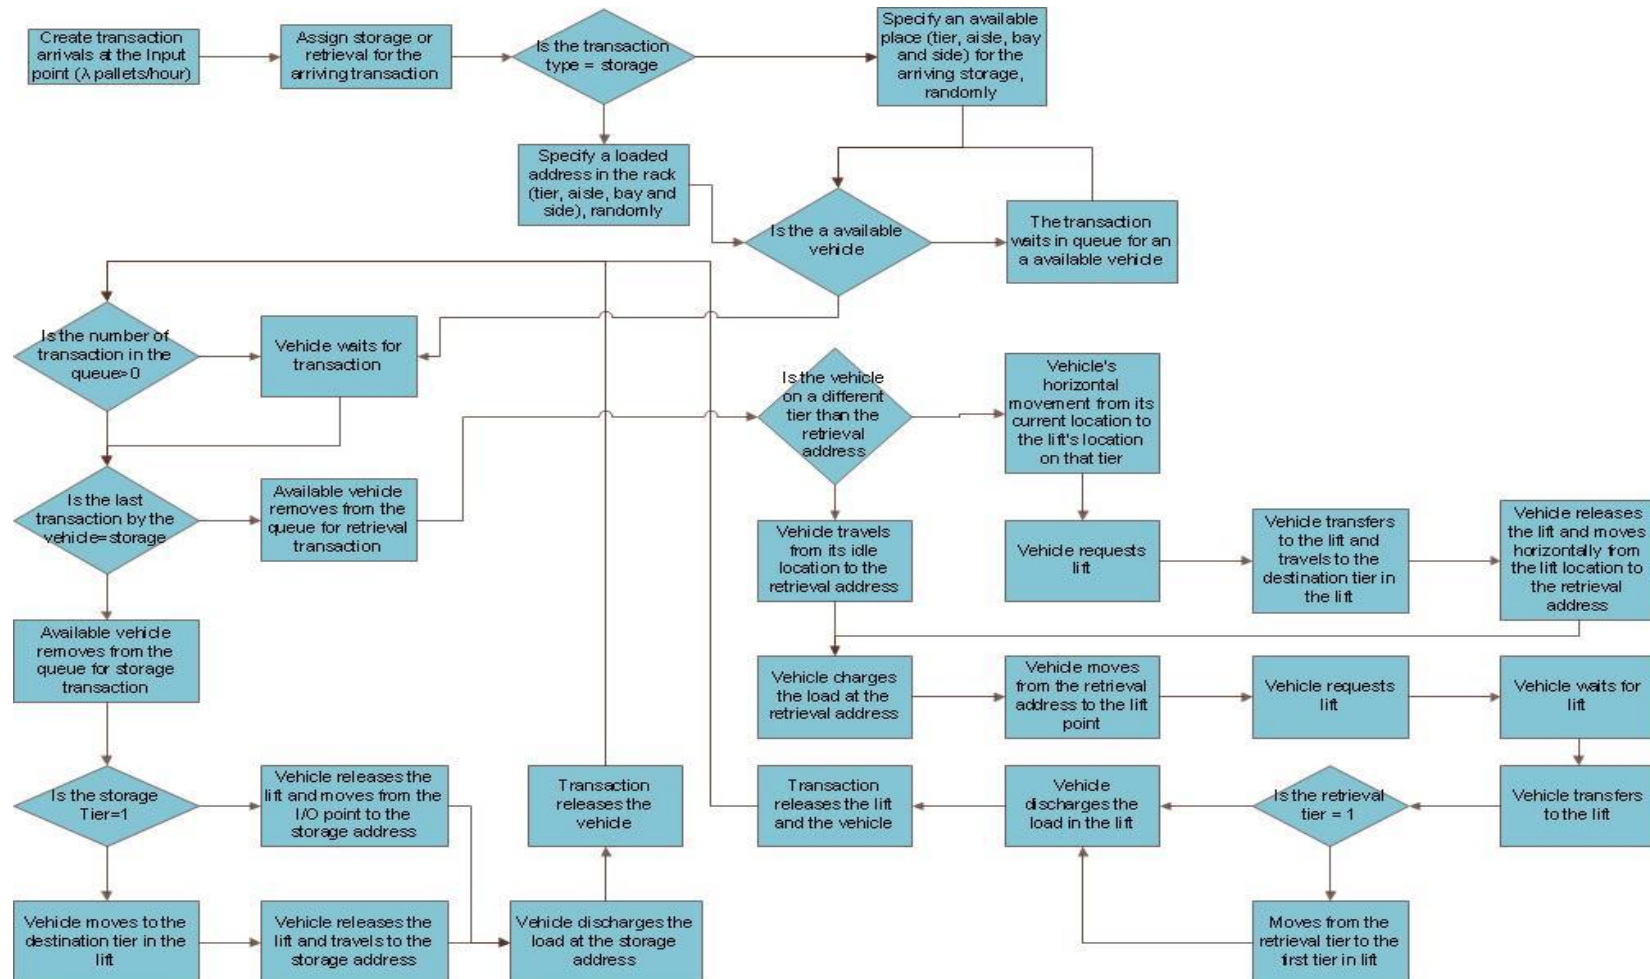 Create transaction
arrivals at the Input
point (λ pallets/hour)
Assign storage or
retrieval for the
arriving transaction
Is the transaction
type = storage
Specify an available
place (tier, aisle, bay
and side) for the
arriving storage,
randomly
Specify a loaded
address in the rack
(tier, aisle, bay and
side), randomly
Is the a available
vehicle
The transaction
waits in queue for an
a available vehicle
Is the number of
transaction in the
queue>0
Vehicle waits for
transaction
Is the vehicle
on a different
tier than the
retrieval
address
Vehicle's
horizontal
movement from its
current location to
the lift's location
on that tier
Is the last
transaction by the
vehicle=storage
Available vehicle
removes from the
queue for retrieval
transaction
Vehicle travels
from its idle
location to the
retrieval address
Vehicle requests
lift
Vehicle transfers
to the lift and
travels to the
destination tier in
the lift
Vehicle releases
the lift and moves
horizontally from
the lift location to
the retrieval
address
Available vehicle
removes from the
queue for storage
transaction
Vehicle charges
the load at the
retrieval address
Vehicle moves
from the retrieval
address to the lift
point
Vehicle requests
lift
Vehicle waits for
lift
Is the storage
Tier=1
Vehicle releases the
lift and moves from the
I/O point to the
storage address
Transaction
releases the
vehicle
Transaction
releases the lift
and the vehicle
Vehicle
discharges the
load in the lift
Is the retrieval
tier = 1
Vehicle transfers
to the lift
Vehicle moves to the
destination tier in the
lift
Vehicle releases the
lift and travels to the
storage address
Vehicle discharges the
load at the storage
address
Moves from the
retrieval tier to the
first tier in lift